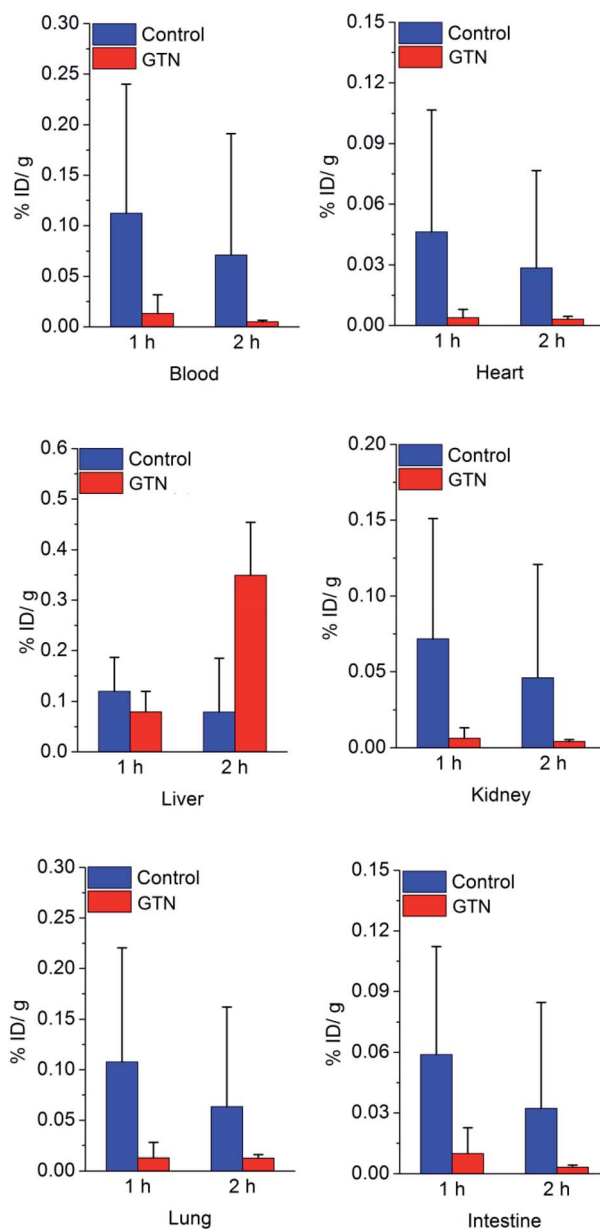 0.30
Control
GTN
0.25
0.20
0.15
0.10
0.05
0.00
% ID/ g
1 h
2 h
Blood
0.15
Control
GTN
0.12
0.09
0.06
0.03
0.00
% ID/ g
1 h
2 h
Heart
0.6
Control
GTN
0.5
0.4
0.3
0.2
0.1
0.0
% ID/ g
1 h
2 h
Liver
0.20
Control
GTN
0.15
0.10
0.05
0.00
% ID/ g
1 h
2 h
Kidney
0.30
Control
GTN
0.25
0.20
0.15
0.10
0.05
0.00
% ID/ g
1 h
2 h
Lung
0.15
Control
GTN
0.12
0.09
0.06
0.03
0.00
% ID/ g
1 h
2 h
Intestine